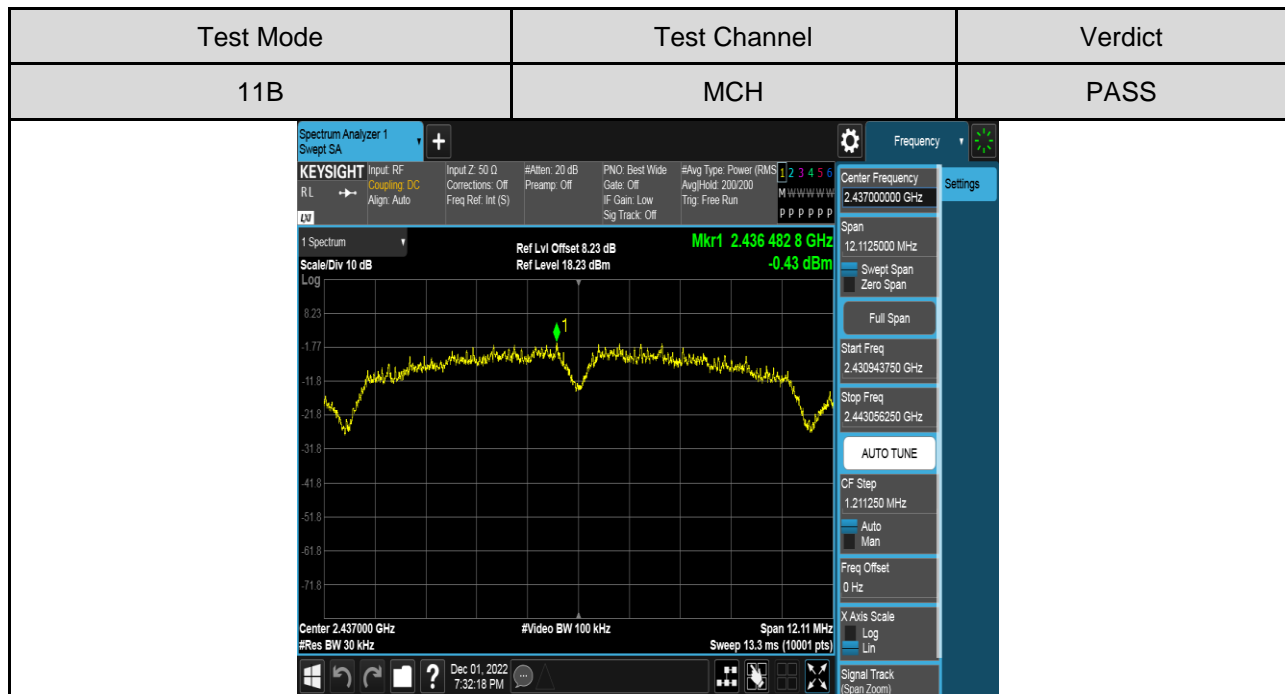 Test Mode Test Channel Verdict
11B MCH PASS
Spectrum Analyzer 1
Swept SA
+
Frequency
KEYSIGHT
RL
LXI
Input: RF
Coupling: DC
Align: Auto
Input Z: 50 Ω
Corrections: Off
Freq Ref: Int (S)
#Atten: 20 dB
Preamp: Off
PNO: Best Wide
Gate: Off
IF Gain: Low
Sig Track: Off
#Avg Type: Power (RMS
Avg|Hold: 200/200
Trig: Free Run
1 2 3 4 5 6
M W W W W W
P P P P P P
1 Spectrum
Scale/Div 10 dB
Log
Ref Lvl Offset 8.23 dB
Ref Level 18.23 dBm
Mkr1 2.436 482 8 GHz
-0.43 dBm
8.23
1
-1.77
-11.8
-21.8
-31.8
-41.8
-51.8
-61.8
-71.8
Center 2.437000 GHz
#Res BW 30 kHz
#Video BW 100 kHz
Span 12.11 MHz
Sweep 13.3 ms (10001 pts)
?
Dec 01, 2022
7:32:18 PM
Center Frequency
2.437000000 GHz
Span
12.1125000 MHz
Swept Span
Zero Span
Full Span
Start Freq
2.430943750 GHz
Stop Freq
2.443056250 GHz
AUTO TUNE
CF Step
1.211250 MHz
Auto
Man
Freq Offset
0 Hz
X Axis Scale
Log
Lin
Signal Track
(Span Zoom)
Settings